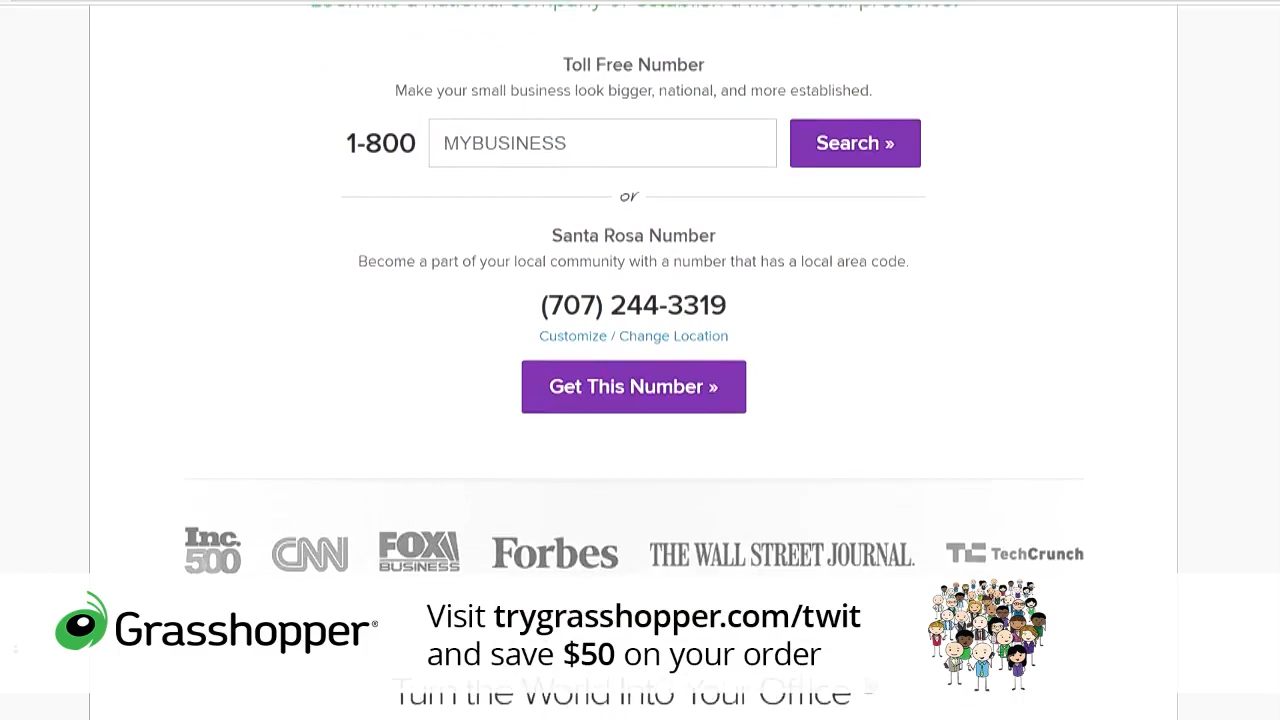 Toll Free Number
Make your small business look bigger, national, and more established.
1-800 MYBUSINESS Search »
or
Santa Rosa Number
Become a part of your local community with a number that has a local area code.
(707) 244-3319
Customize / Change Location
Get This Number »
Inc. 500 CNN FOX BUSINESS Forbes THE WALL STREET JOURNAL. TC TechCrunch
Grasshopper®
Visit trygrasshopper.com/twit
and save $50 on your order
Turn the World Into Your Office